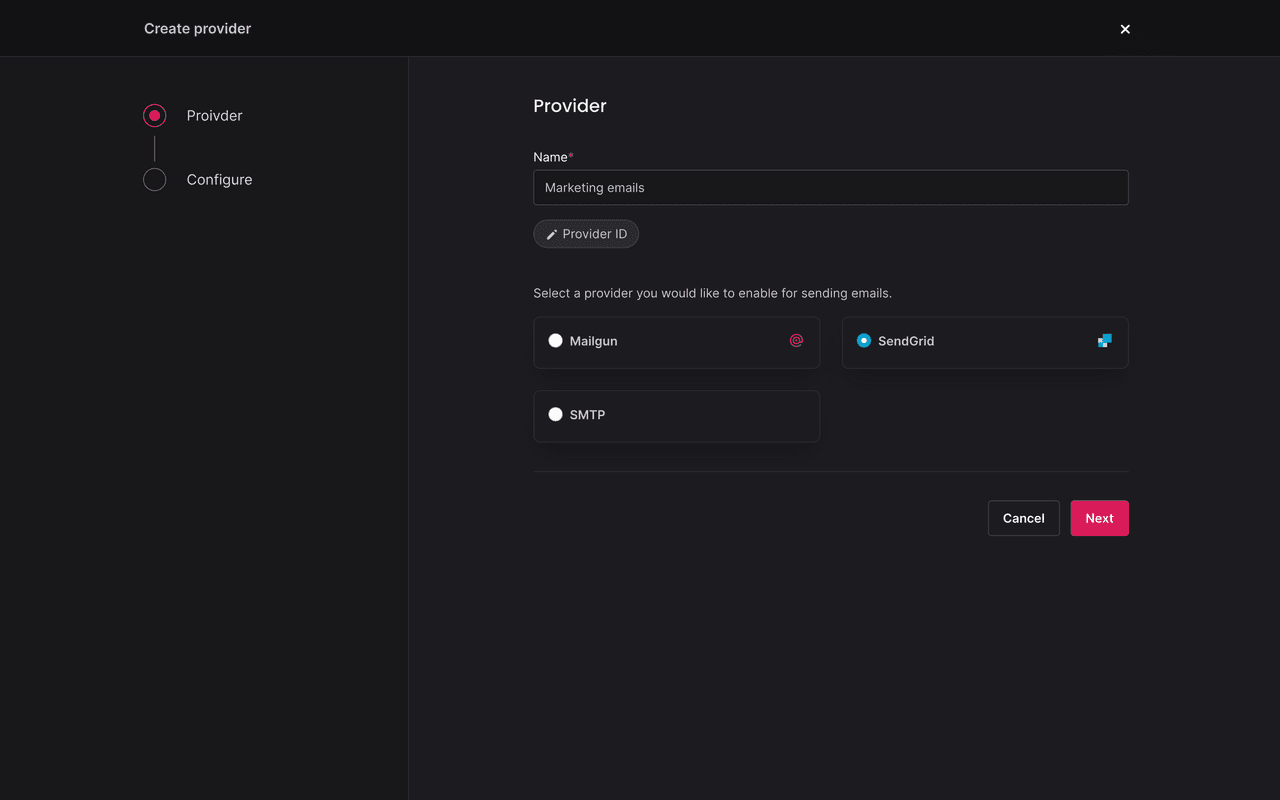 Create provider
Proivder
Configure
Provider
Name*
Marketing emails
Provider ID
Select a provider you would like to enable for sending emails.
Mailgun
SendGrid
SMTP
Cancel
Next